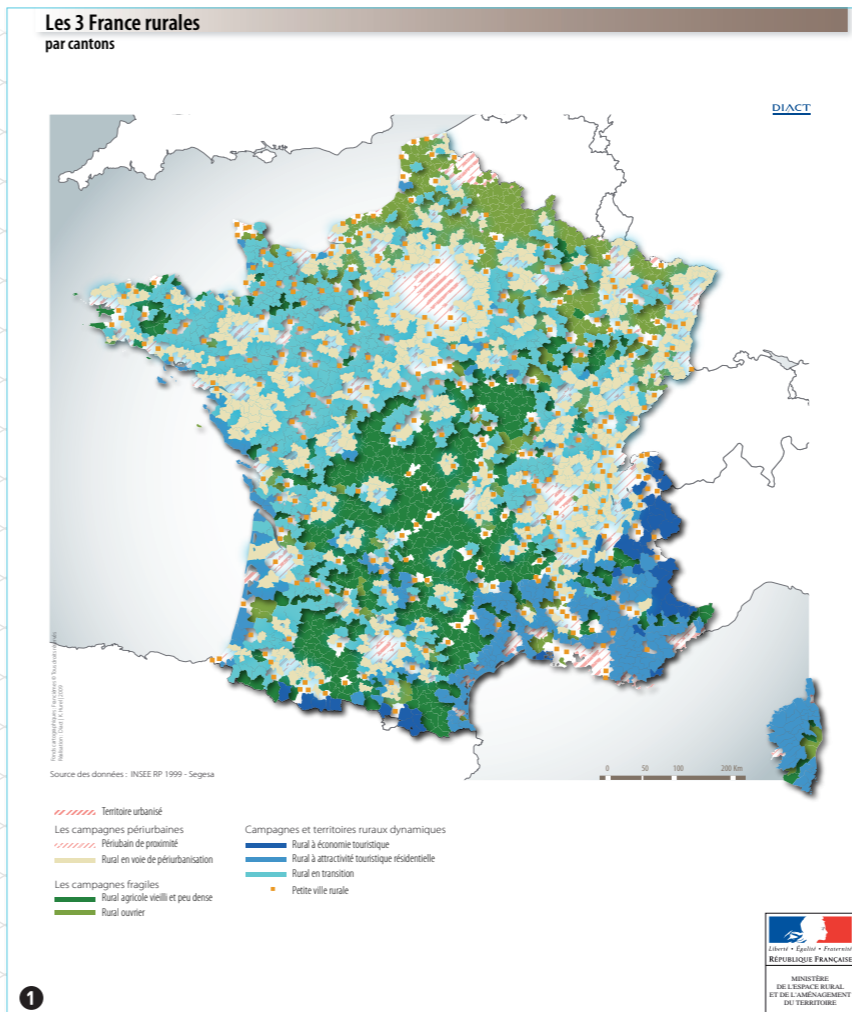 Les 3 France rurales
par cantons
DIACT
Source des données : INSEE RP 1999 - Segesa
0 50 100 200 Km
Territoire urbanisé
Les campagnes périurbaines
Périubain de proximité
Rural en voie de périurbanisation
Les campagnes fragiles
Rural agricole vieilli et peu dense
Rural ouvrier
Campagnes et territoires ruraux dynamiques
Rural à économie touristique
Rural à attractivité touristique résidentielle
Rural en transition
Petite ville rurale
Liberté • Égalité • Fraternité
RÉPUBLIQUE FRANÇAISE
MINISTÈRE
DE L'ESPACE RURAL
ET DE L'AMÉNAGEMENT
DU TERRITOIRE
1